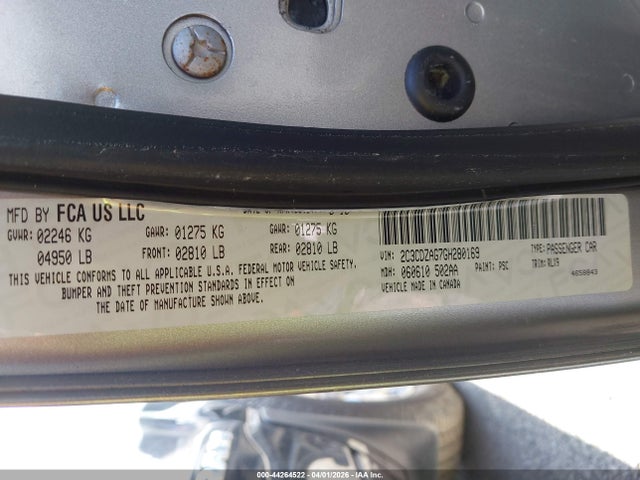 MFD BY FCA US LLC
GVWR: 02246 KG GAWR: 01275 KG GAWR: 01275 KG
04950 LB FRONT: 02810 LB REAR: 02810 LB
THIS VEHICLE CONFORMS TO ALL APPLICABLE U.S.A. FEDERAL MOTOR VEHICLE SAFETY,
BUMPER AND THEFT PREVENTION STANDARDS IN EFFECT ON
THE DATE OF MANUFACTURE SHOWN ABOVE.
VIN: 2C3CDZAG7GH280169 TYPE: PASSENGER CAR
MDH: 060610 502AA PAINT: PSC TRIM: RLX9
VEHICLE MADE IN CANADA 4658843
000-44264522 - 04/01/2026 - IAA Inc.